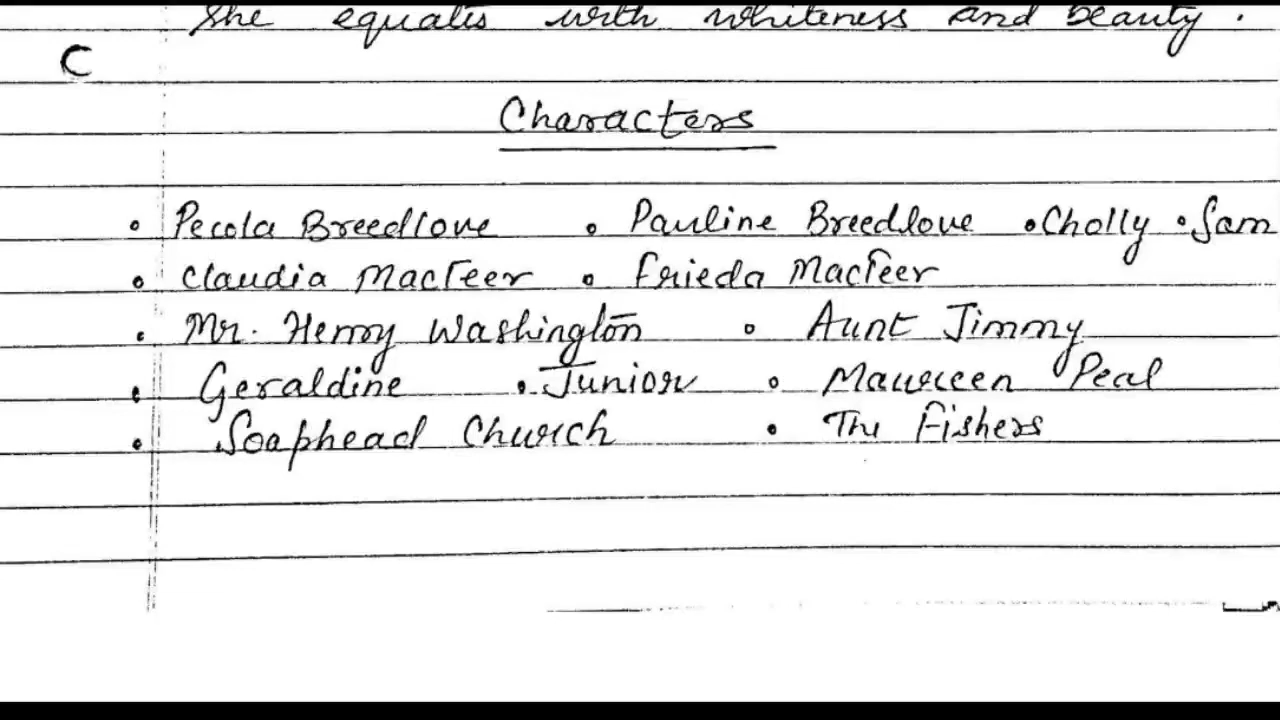 she equates with whiteness and beauty.
C
Characters
• Pecola Breedlove • Pauline Breedlove • Cholly • Sam
• Claudia MacTeer • Frieda MacTeer
• Mr. Henry Washington • Aunt Jimmy
• Geraldine • Junior • Maureen Peal
• Soaphead Church • The Fishers